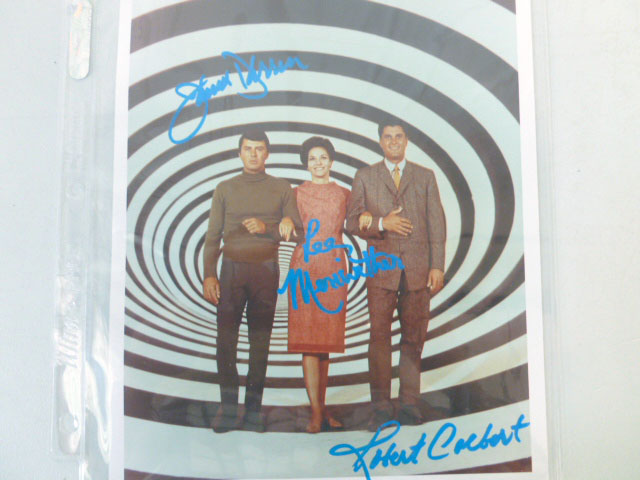 James Darren
Lee
Meriwether
Robert Colbert